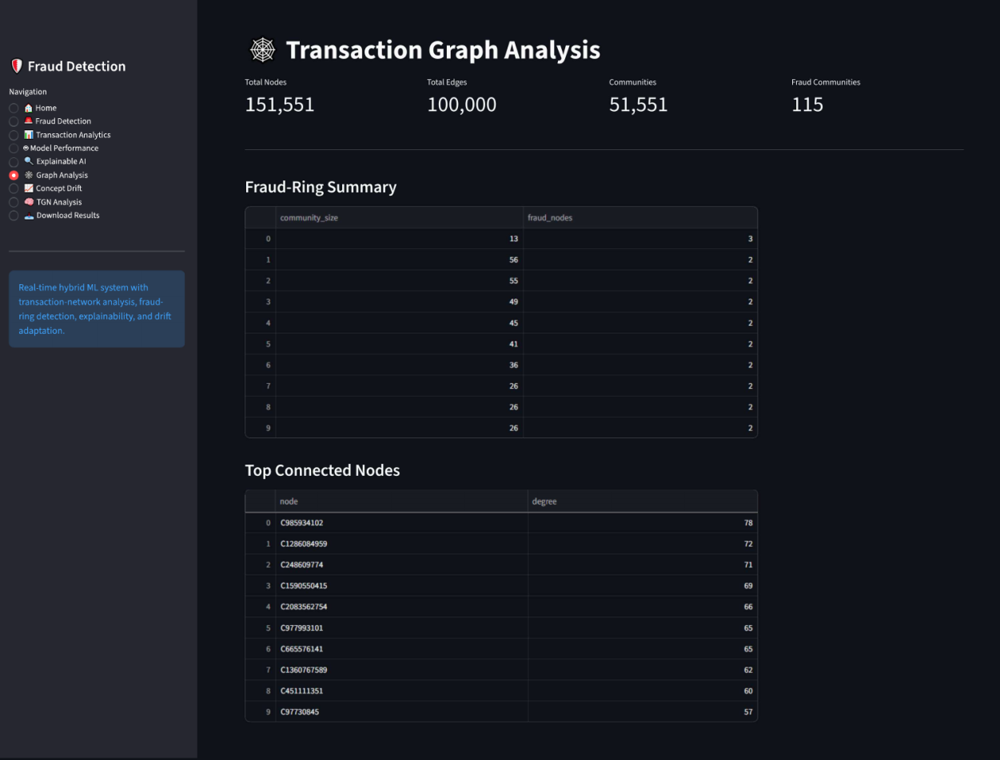 Fraud Detection
Navigation
Home
Fraud Detection
Transaction Analytics
Model Performance
Explainable AI
Graph Analysis
Concept Drift
TGN Analysis
Download Results
Real-time hybrid ML system with
transaction-network analysis, fraud-
ring detection, explainability, and drift
adaptation.
Transaction Graph Analysis
Total Nodes Total Edges Communities Fraud Communities
151,551 100,000 51,551 115
Fraud-Ring Summary
community_size fraud_nodes
0 13 3
1 56 2
2 55 2
3 49 2
4 45 2
5 41 2
6 36 2
7 26 2
8 26 2
9 26 2
Top Connected Nodes
node degree
0 C985934102 78
1 C1286084959 72
2 C248609774 71
3 C1590550415 69
4 C2083562754 66
5 C977993101 65
6 C665576141 65
7 C1360767589 62
8 C451111351 60
9 C97730845 57